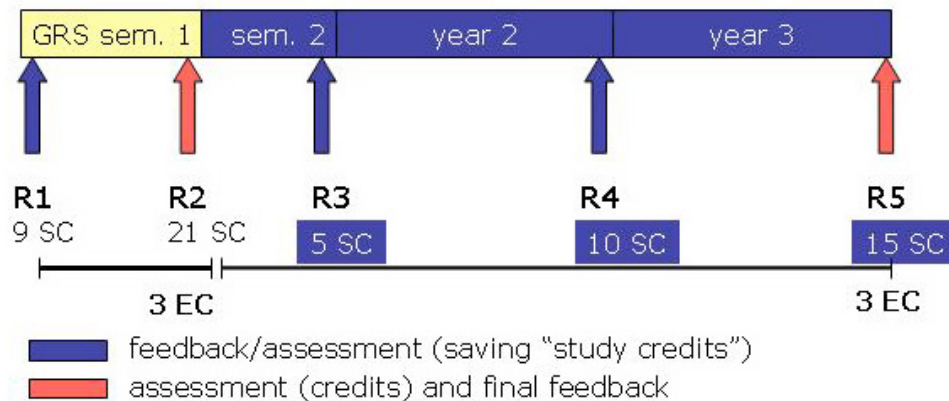 GRS sem. 1 sem. 2 year 2 year 3
R1 R2 R3 R4 R5
9 SC 21 SC 5 SC 10 SC 15 SC
3 EC 3 EC
feedback/assessment (saving “study credits”)
assessment (credits) and final feedback